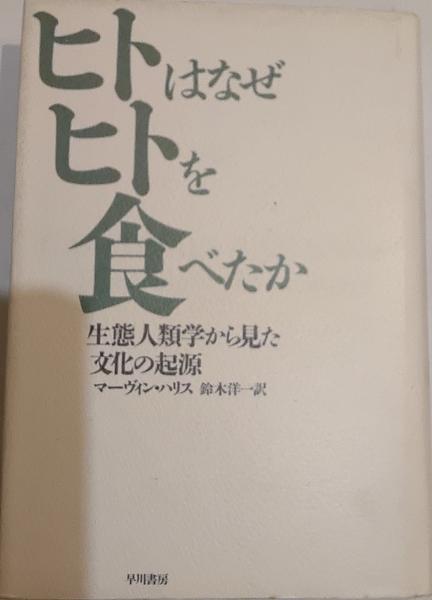 ヒトはなぜ
ヒトを
食べたか
生態人類学から見た
文化の起源
マーヴィン・ハリス 鈴木洋一訳
早川書房